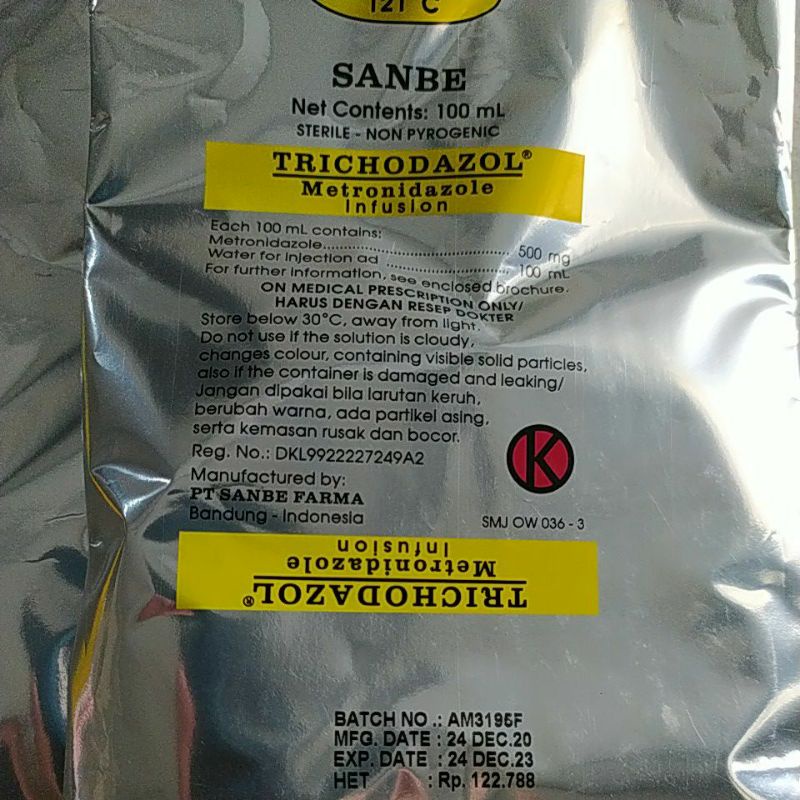 121°C
SANBE
Net Contents: 100 mL
STERILE - NON PYROGENIC
TRICHODAZOL®
Metronidazole
Infusion
Each 100 mL contains:
Metronidazole.................................................. 500 mg
Water for injection ad .................................. 100 mL
For further information, see enclosed brochure.
ON MEDICAL PRESCRIPTION ONLY/
HARUS DENGAN RESEP DOKTER
Store below 30°C, away from light.
Do not use if the solution is cloudy,
changes colour, containing visible solid particles,
also if the container is damaged and leaking/
Jangan dipakai bila larutan keruh,
berubah warna, ada partikel asing,
serta kemasan rusak dan bocor.
Reg. No.: DKL9922227249A2
K
Manufactured by:
PT SANBE FARMA
Bandung - Indonesia
SMJ OW 036 - 3
TRICHODAZOL®
Metronidazole
Infusion
BATCH NO.: AM3195F
MFG. DATE : 24 DEC.20
EXP. DATE : 24 DEC.23
HET : Rp. 122.788